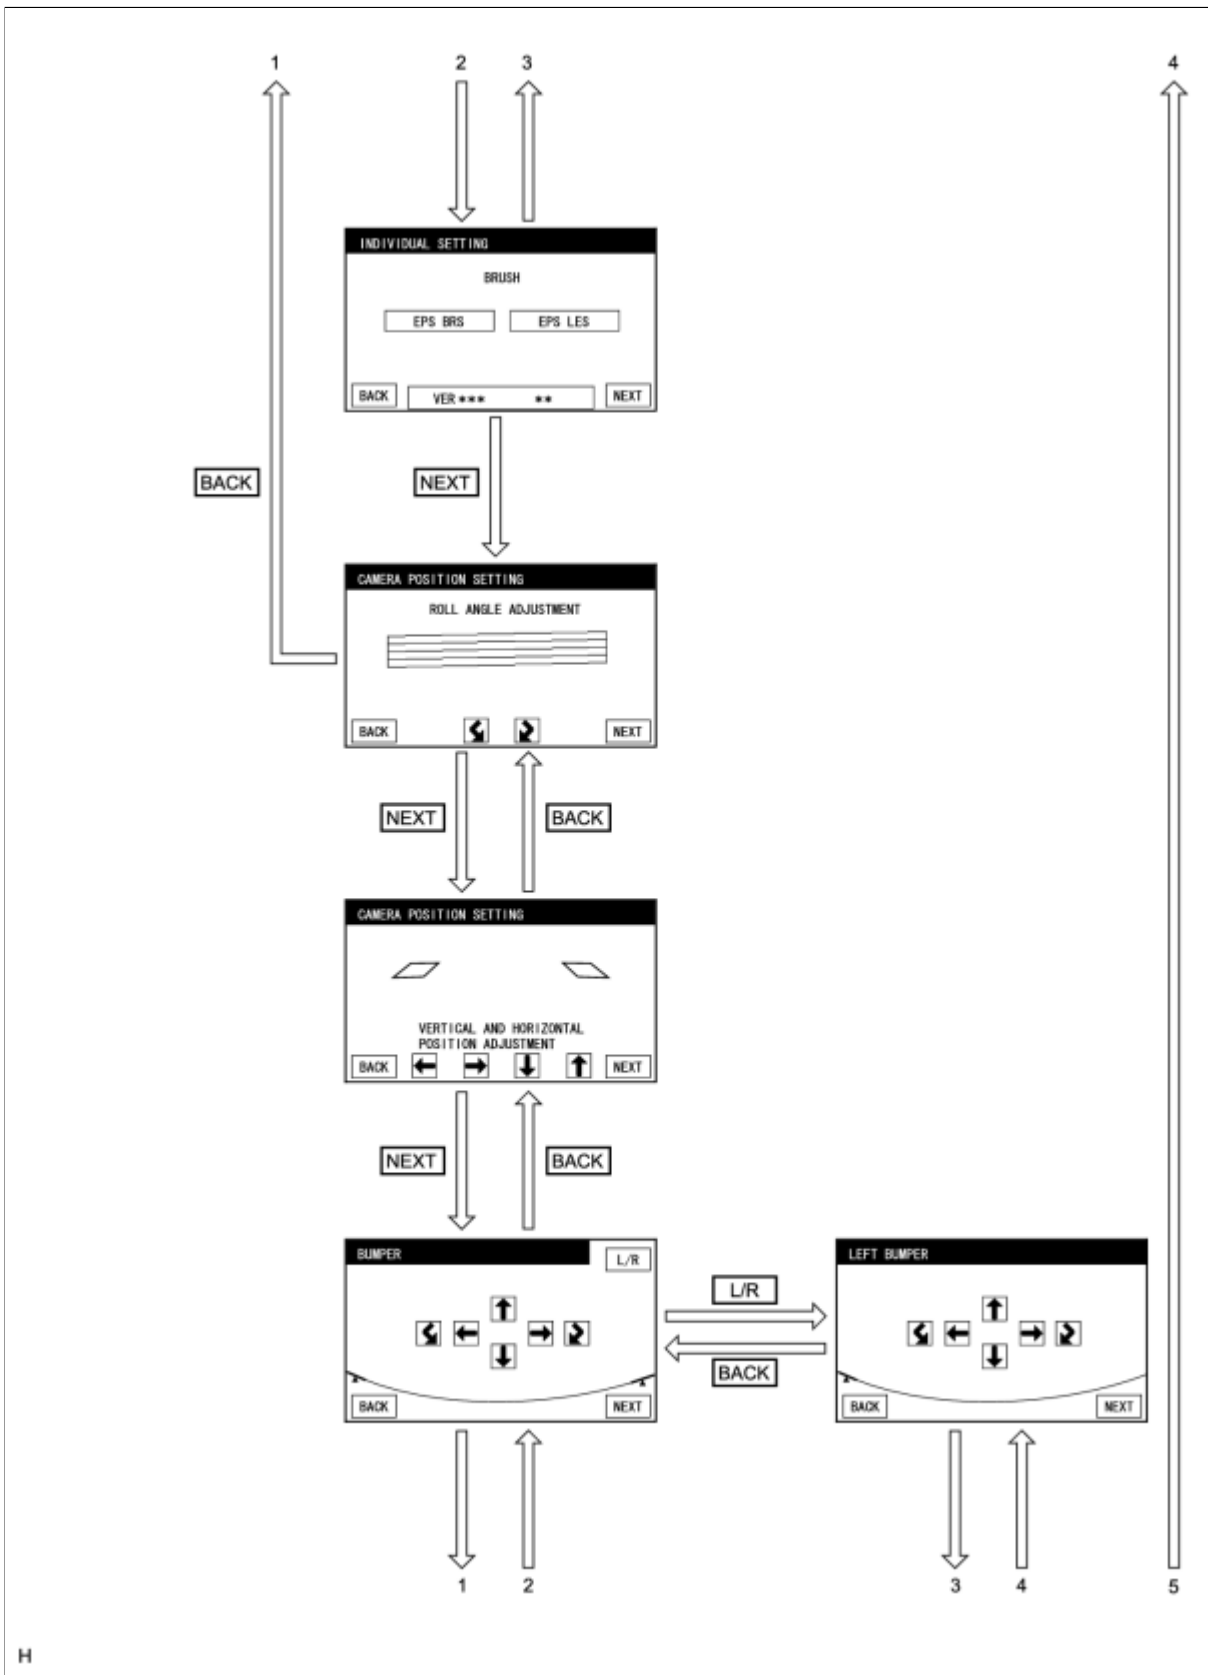 1 2 3 4
INDIVIDUAL SETTING
BRUSH
EPS BRS EPS LES
BACK VER *** ** NEXT
BACK NEXT
CAMERA POSITION SETTING
ROLL ANGLE ADJUSTMENT
BACK NEXT
NEXT BACK
CAMERA POSITION SETTING
VERTICAL AND HORIZONTAL
POSITION ADJUSTMENT
BACK NEXT
NEXT BACK
BUMPER L/R
BACK NEXT
L/R
BACK
LEFT BUMPER
BACK NEXT
1 2 3 4 5
H